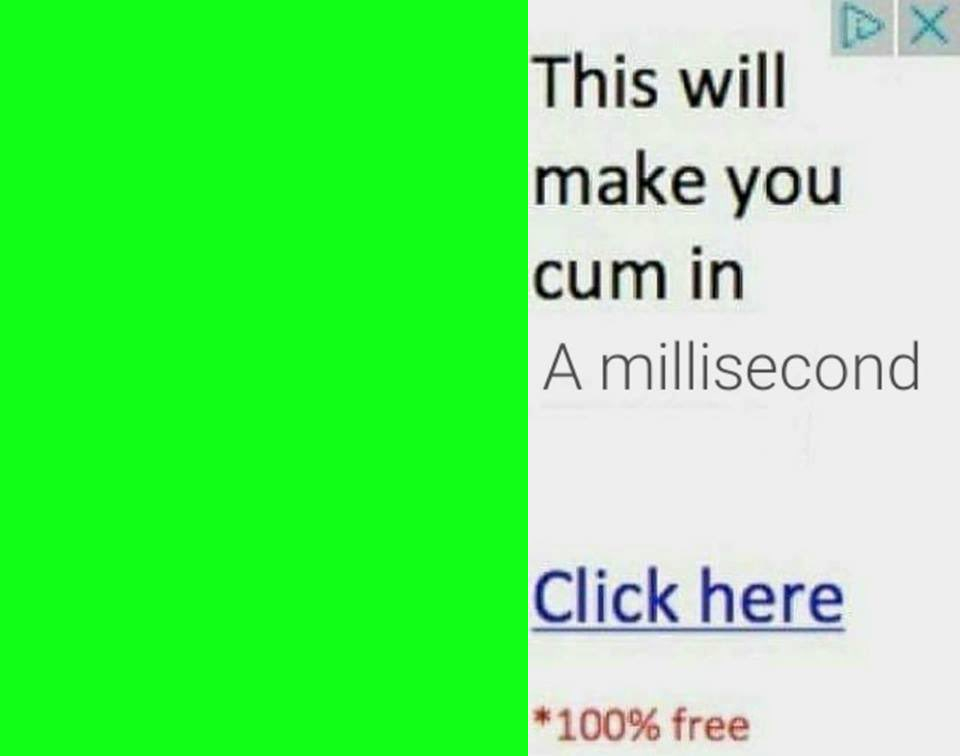 This will
make you
cum in
A millisecond
Click here
*100% free